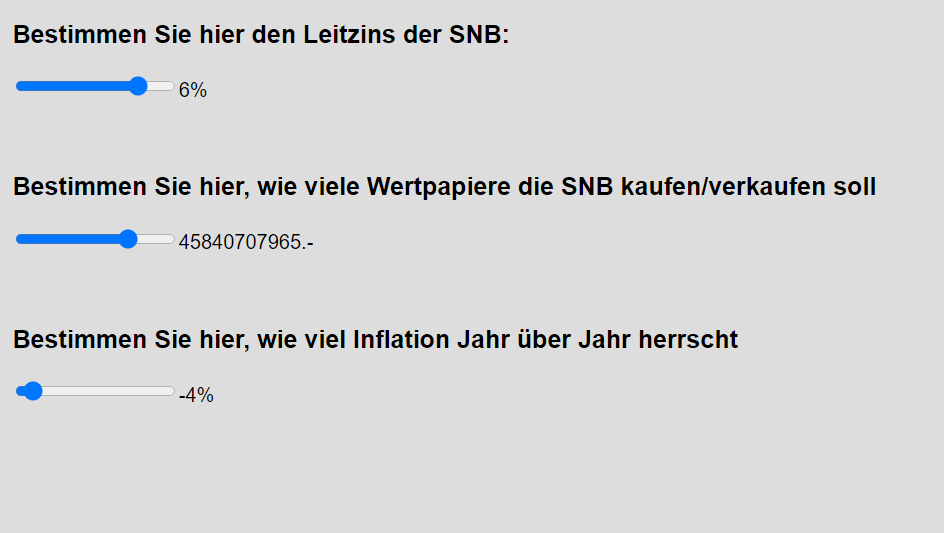 Bestimmen Sie hier den Leitzins der SNB:
6%
Bestimmen Sie hier, wie viele Wertpapiere die SNB kaufen/verkaufen soll
45840707965.-
Bestimmen Sie hier, wie viel Inflation Jahr über Jahr herrscht
-4%